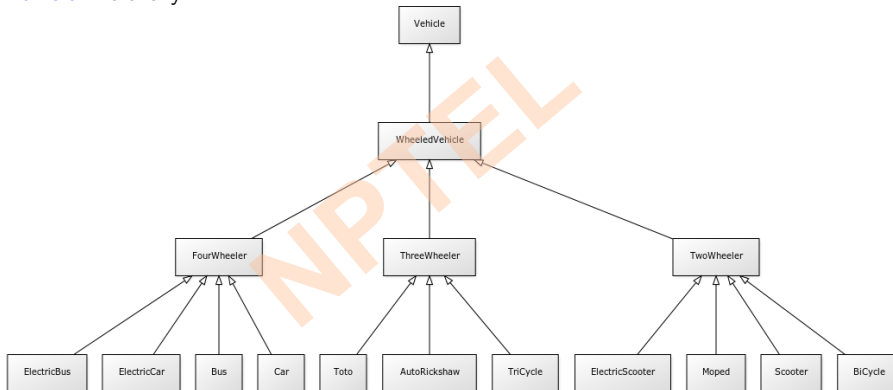 Vehicle
WheeledVehicle
FourWheeler
ThreeWheeler
TwoWheeler
ElectricBus
ElectricCar
Bus
Car
Toto
AutoRickshaw
TriCycle
ElectricScooter
Moped
Scooter
BiCycle
NPTEL